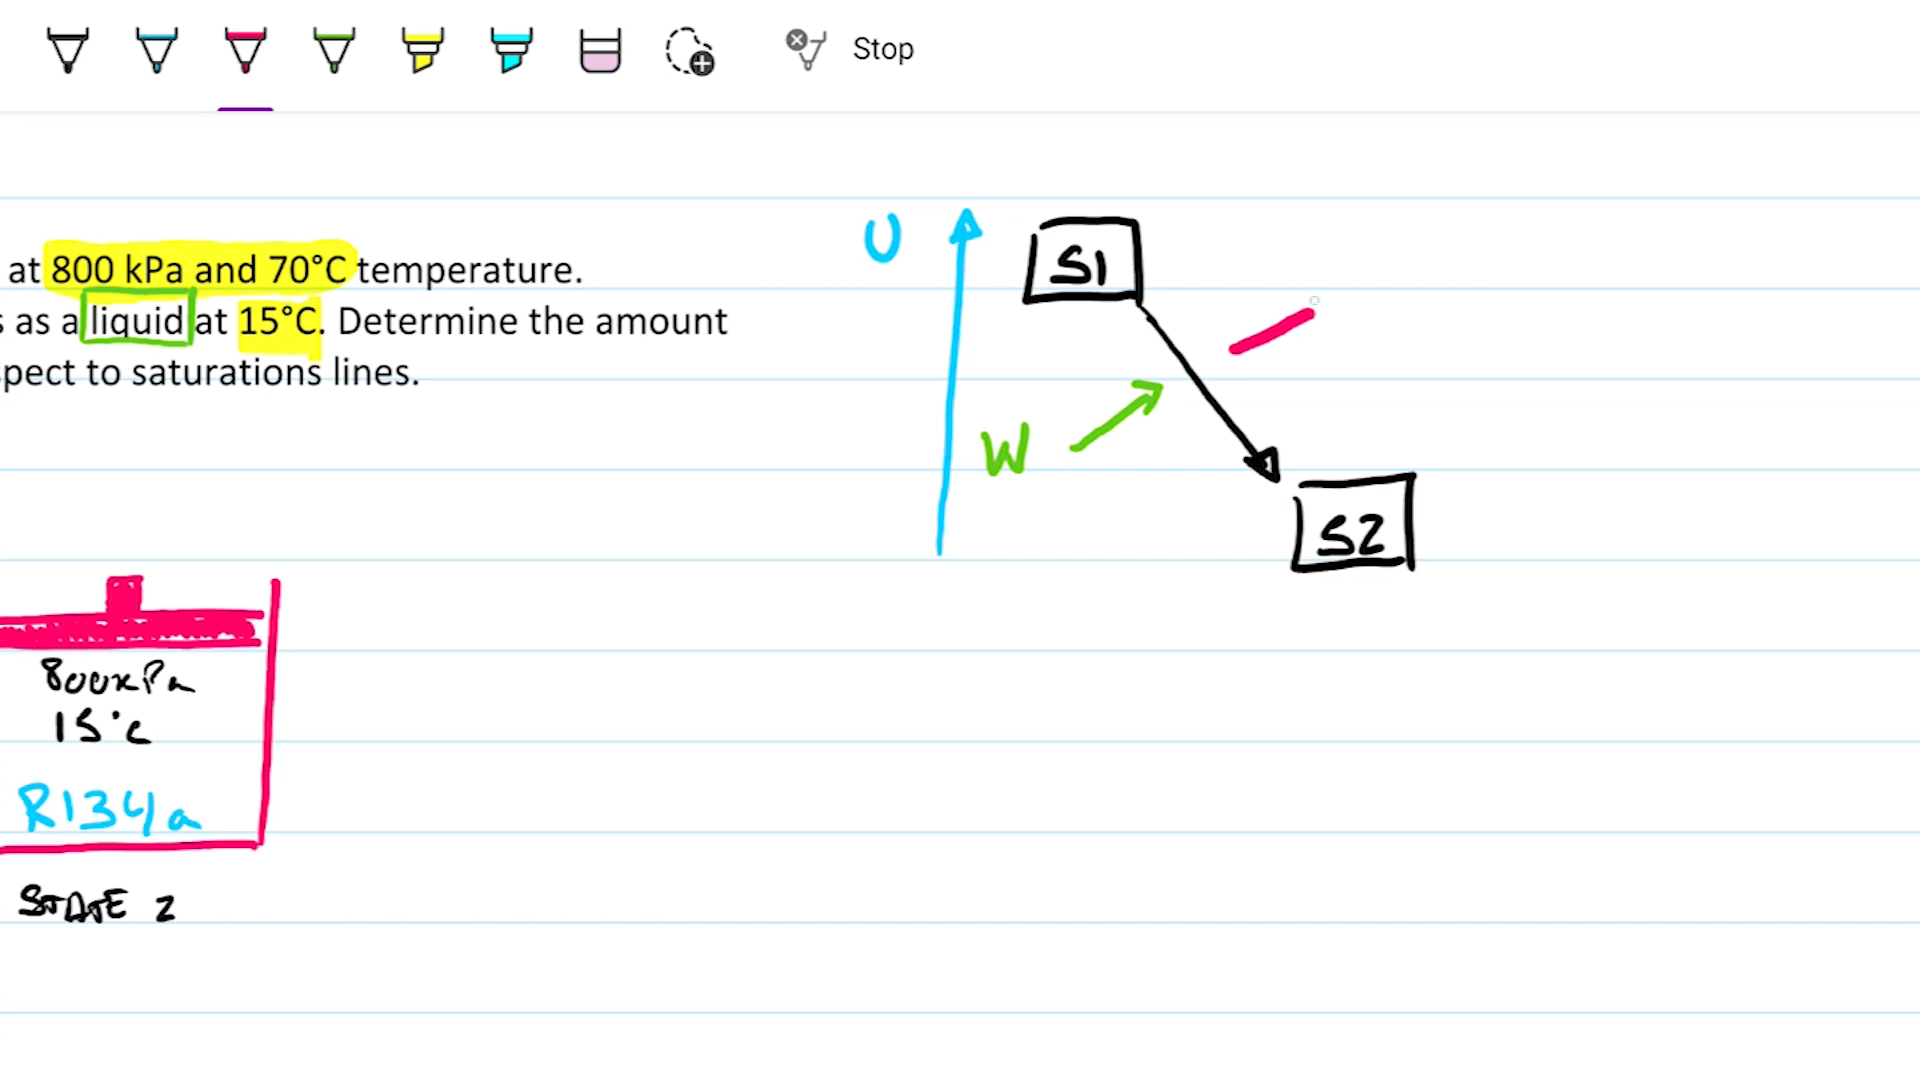 Stop
at 800 kPa and 70°C temperature.
s as a liquid at 15°C. Determine the amount
spect to saturations lines.
U
S1
W
S2
800kPa
15°C
R134a
STATE 2